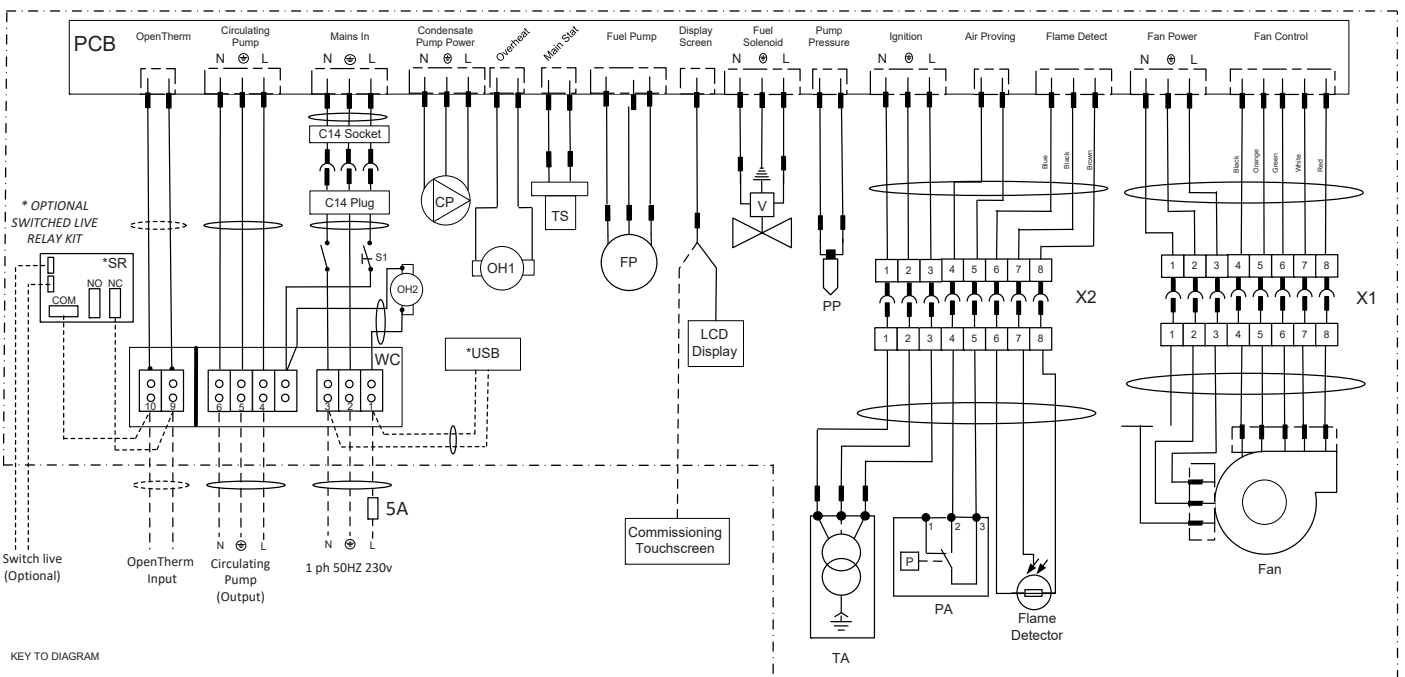 PCB
OpenTherm
Circulating
Pump
Mains In
Condensate
Pump Power
Overheat
Main Stat
Fuel Pump
Display
Screen
Fuel
Solenoid
Pump
Pressure
Ignition
Air Proving
Flame Detect
Fan Power
Fan Control
N L
N L
N L
N L
N L
N L
C14 Socket
C14 Plug
Blue
Black
Brown
Black
Orange
Green
White
Red
* OPTIONAL
SWITCHED LIVE
RELAY KIT
*SR
COM
NO NC
S1
OH2
CP
OH1
TS
FP
V
PP
LCD
Display
*USB
WC
10 9 6 5 4 3 2 1
1 2 3 4 5 6 7 8
X2
1 2 3 4 5 6 7 8
1 2 3 4 5 6 7 8
X1
1 2 3 4 5 6 7 8
5A
Switch live
(Optional)
OpenTherm
Input
N L
Circulating
Pump
(Output)
N L
1 ph 50HZ 230v
Commissioning
Touchscreen
TA
1 2 3
P
PA
Flame
Detector
Fan
KEY TO DIAGRAM